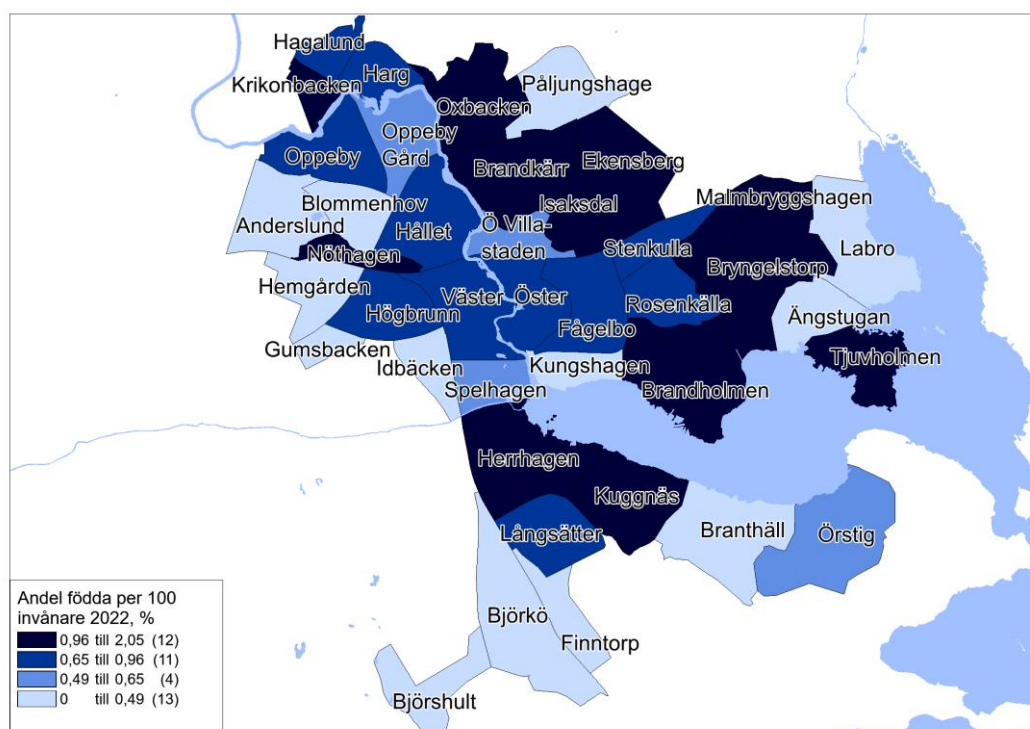 Hagalund
Harg
Krikonbacken
Oxbacken
Påljungshage
Oppeby
Gård
Oppeby
Brandkärr
Ekensberg
Isaksdal
Malmbryggshagen
Blommenhov
Anderslund
Hållet
Ö Villa-
staden
Stenkulla
Labro
Nöthagen
Bryngelstorp
Hemgården
Väster
Öster
Rosenkälla
Högbrunn
Fågelbo
Ängstugan
Gumsbacken
Idbäcken
Kungshagen
Tjuvholmen
Spelhagen
Brandholmen
Herrhagen
Kuggnäs
Långsätter
Branthäll
Örstig
Björkö
Finntorp
Björshult
Andel födda per 100
invånare 2022, %
0,96 till 2,05 (12)
0,65 till 0,96 (11)
0,49 till 0,65 (4)
0 till 0,49 (13)